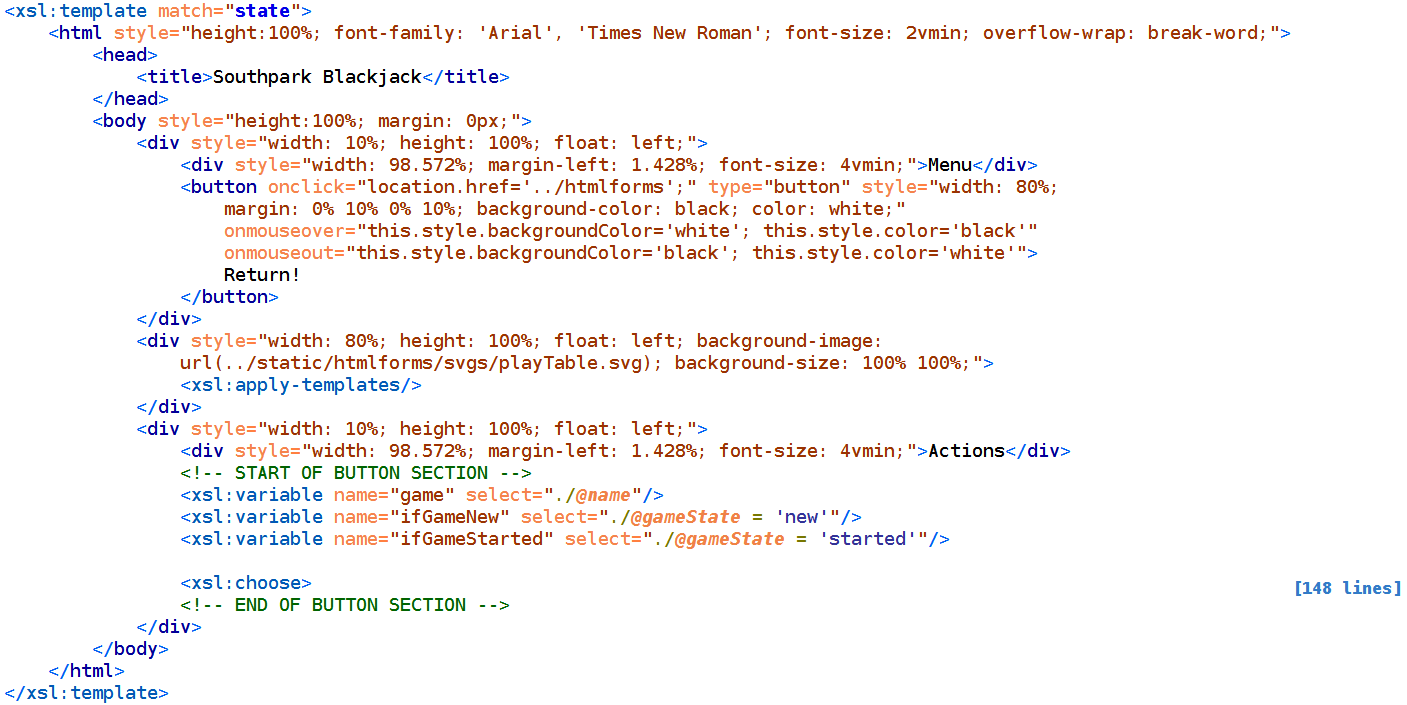 <xsl:template match="state">
<html style="height:100%; font-family: 'Arial', 'Times New Roman'; font-size: 2vmin; overflow-wrap: break-word;">
<head>
<title>Southpark Blackjack</title>
</head>
<body style="height:100%; margin: 0px;">
<div style="width: 10%; height: 100%; float: left;">
<div style="width: 98.572%; margin-left: 1.428%; font-size: 4vmin;">Menu</div>
<button onclick="location.href='../htmlforms';" type="button" style="width: 80%;
margin: 0% 10% 0% 10%; background-color: black; color: white;"
onmouseover="this.style.backgroundColor='white'; this.style.color='black'"
onmouseout="this.style.backgroundColor='black'; this.style.color='white'">
Return!
</button>
</div>
<div style="width: 80%; height: 100%; float: left; background-image:
url(../static/htmlforms/svgs/playTable.svg); background-size: 100% 100%;">
<xsl:apply-templates/>
</div>
<div style="width: 10%; height: 100%; float: left;">
<div style="width: 98.572%; margin-left: 1.428%; font-size: 4vmin;">Actions</div>
<!-- START OF BUTTON SECTION -->
<xsl:variable name="game" select="./@name"/>
<xsl:variable name="ifGameNew" select="./@gameState = 'new'"/>
<xsl:variable name="ifGameStarted" select="./@gameState = 'started'"/>
<xsl:choose> [148 lines]
<!-- END OF BUTTON SECTION -->
</div>
</body>
</html>
</xsl:template>